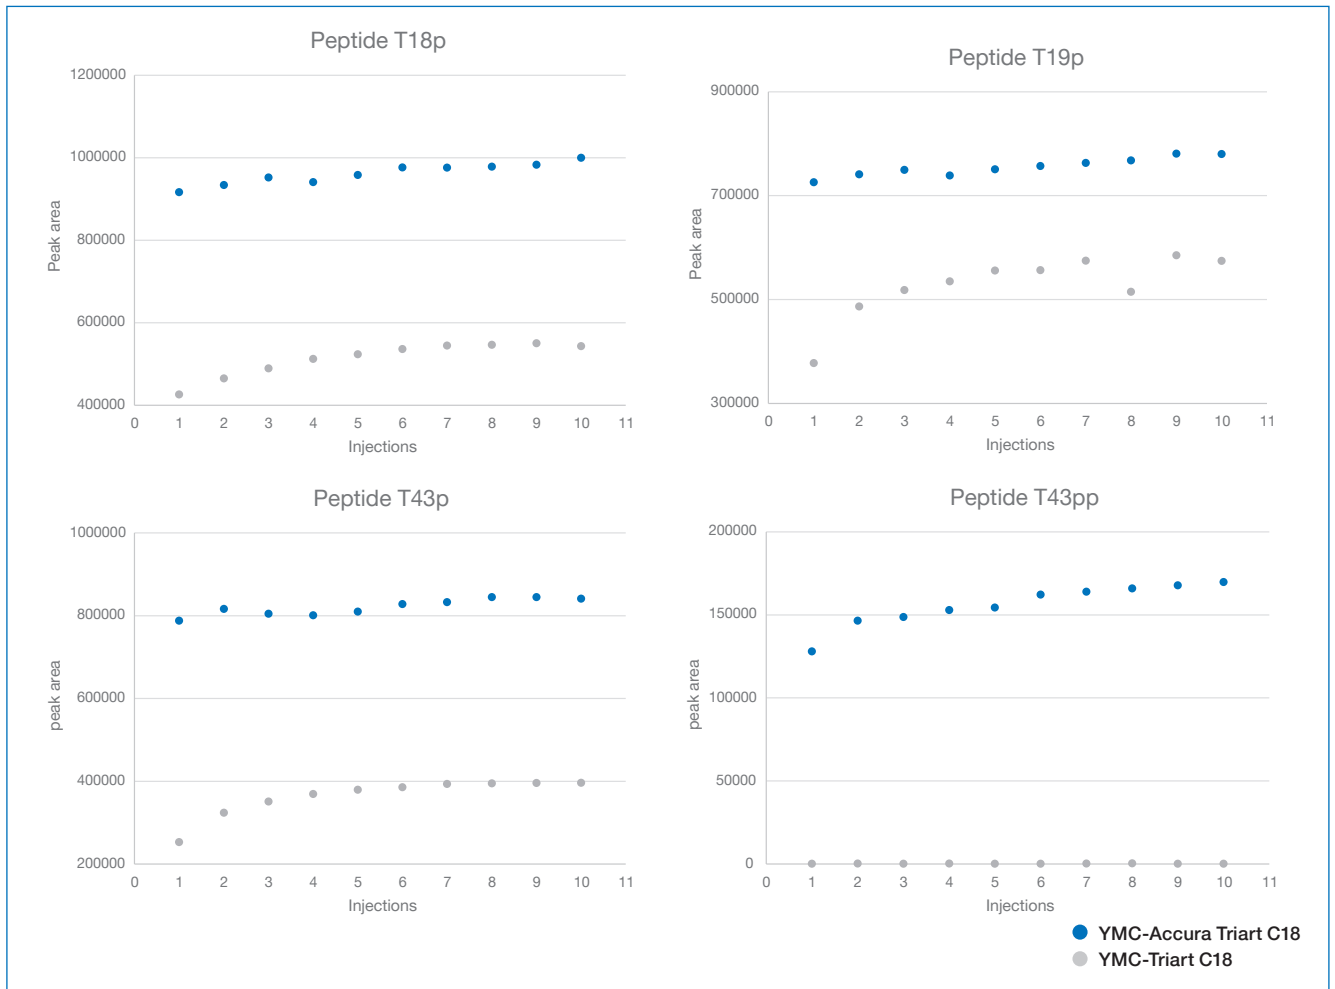 Peptide T18p
1200000
1000000
800000
600000
400000
Peak area
0 1 2 3 4 5 6 7 8 9 10 11
Injections
Peptide T19p
900000
700000
500000
300000
Peak area
0 1 2 3 4 5 6 7 8 9 10 11
Injections
Peptide T43p
1000000
800000
600000
400000
200000
peak area
0 1 2 3 4 5 6 7 8 9 10 11
Injections
Peptide T43pp
200000
150000
100000
50000
0
peak area
0 1 2 3 4 5 6 7 8 9 10 11
Injections
YMC-Accura Triart C18
YMC-Triart C18